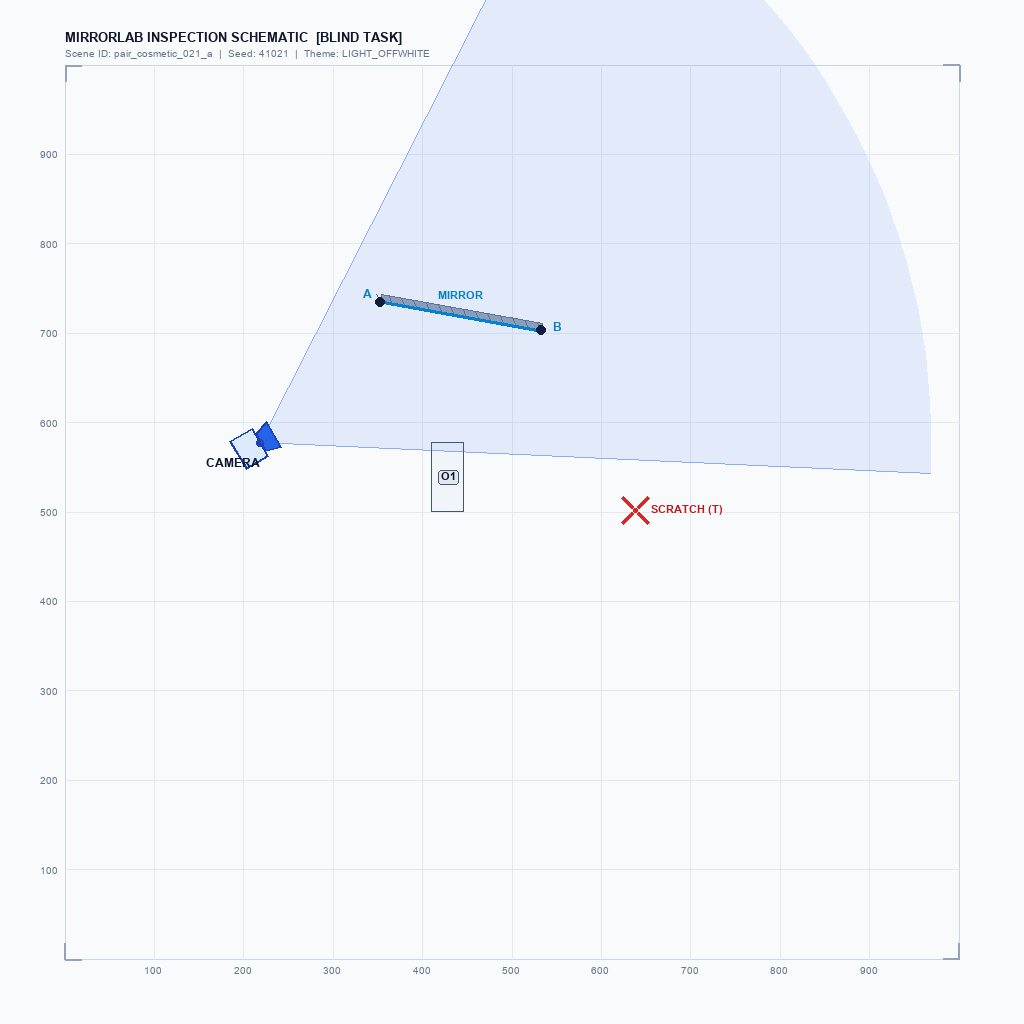 MIRRORLAB INSPECTION SCHEMATIC [BLIND TASK]
Scene ID: pair_cosmetic_021_a | Seed: 41021 | Theme: LIGHT_OFFWHITE
900
800
A
MIRROR
B
700
600
CAMERA
O1
SCRATCH (T)
500
400
300
200
100
100 200 300 400 500 600 700 800 900